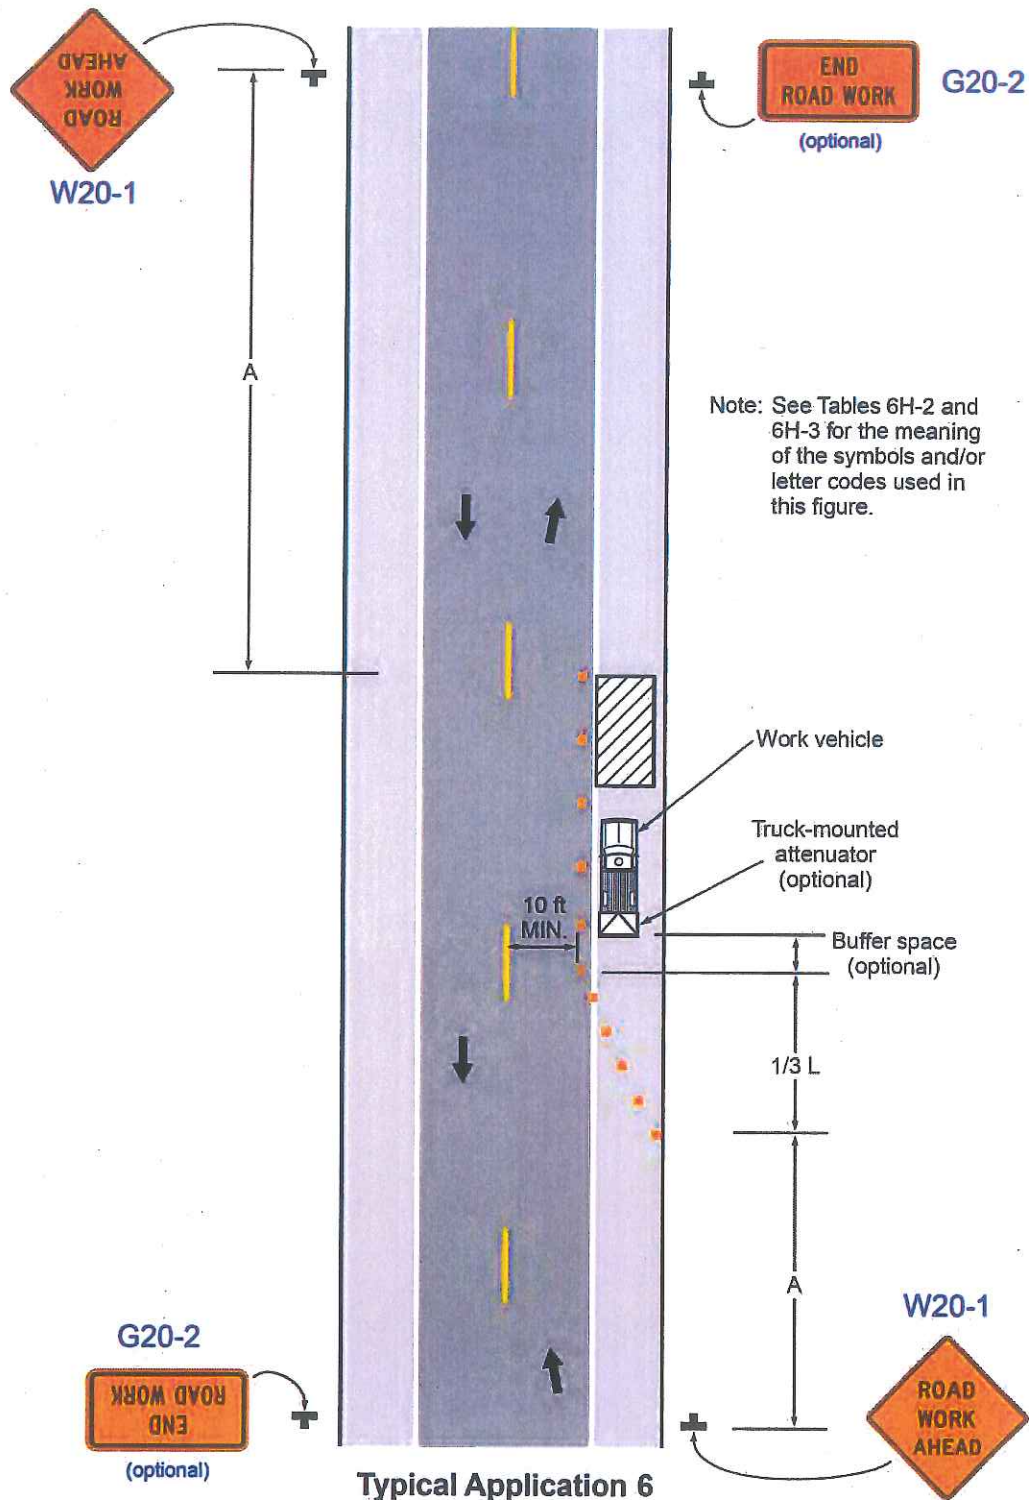 ROAD
WORK
AHEAD
W20-1
END
ROAD WORK
(optional)
G20-2
A
Note: See Tables 6H-2 and
6H-3 for the meaning
of the symbols and/or
letter codes used in
this figure.
Work vehicle
Truck-mounted
attenuator
(optional)
10 ft
MIN.
Buffer space
(optional)
1/3 L
A
G20-2
END
ROAD WORK
(optional)
W20-1
ROAD
WORK
AHEAD
Typical Application 6